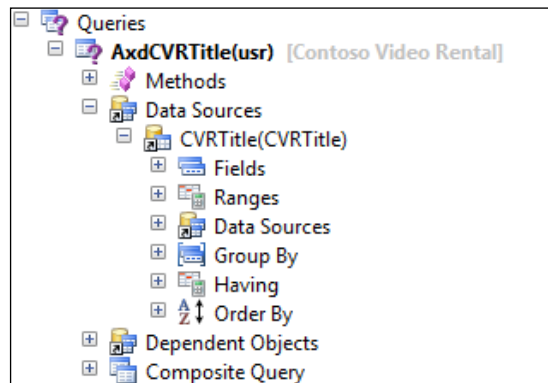 Queries
AxdCVRTitle(usr) [Contoso Video Rental]
Methods
Data Sources
CVRTitle(CVRTitle)
Fields
Ranges
Data Sources
Group By
Having
Order By
Dependent Objects
Composite Query